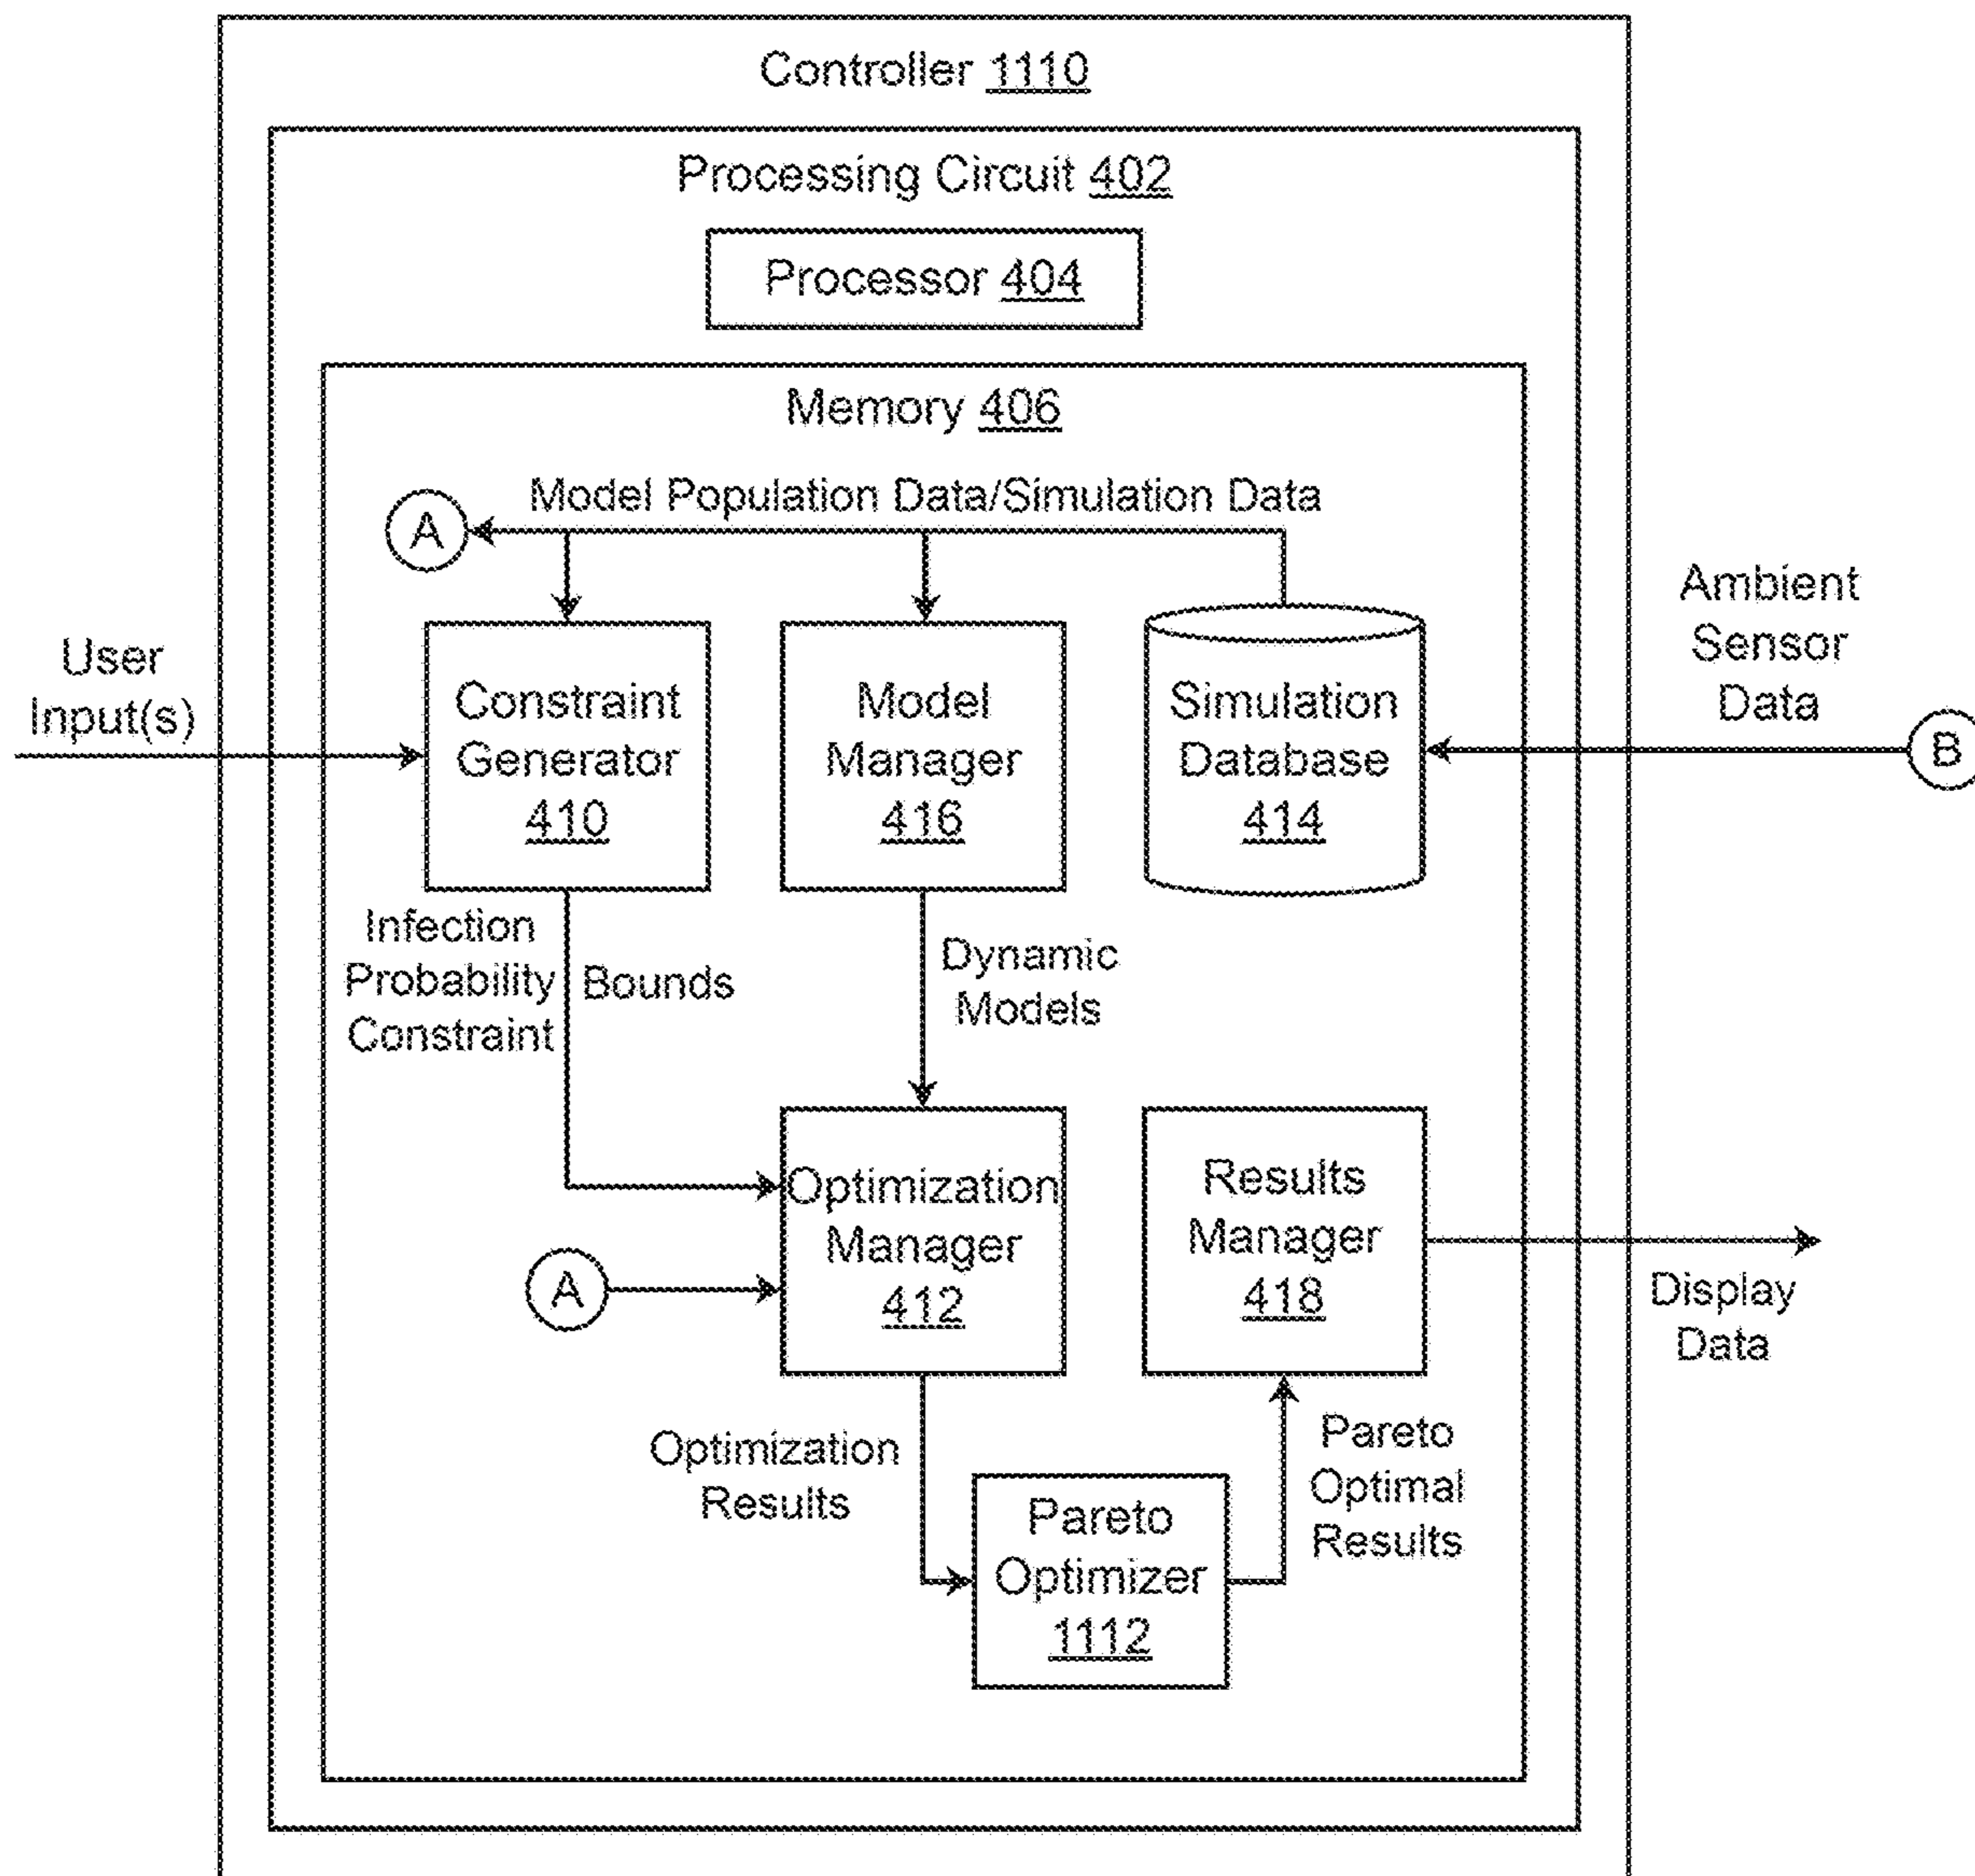 Controller 1110
Processing Circuit 402
Processor 404
Memory 406
Model Population Data/Simulation Data
A
User
Input(s)
Constraint
Generator
410
Model
Manager
416
Simulation
Database
414
Ambient
Sensor
Data
B
Infection
Probability
Constraint
Bounds
Dynamic
Models
Optimization
Manager
412
A
Results
Manager
418
Display
Data
Optimization
Results
Pareto
Optimizer
1112
Pareto
Optimal
Results